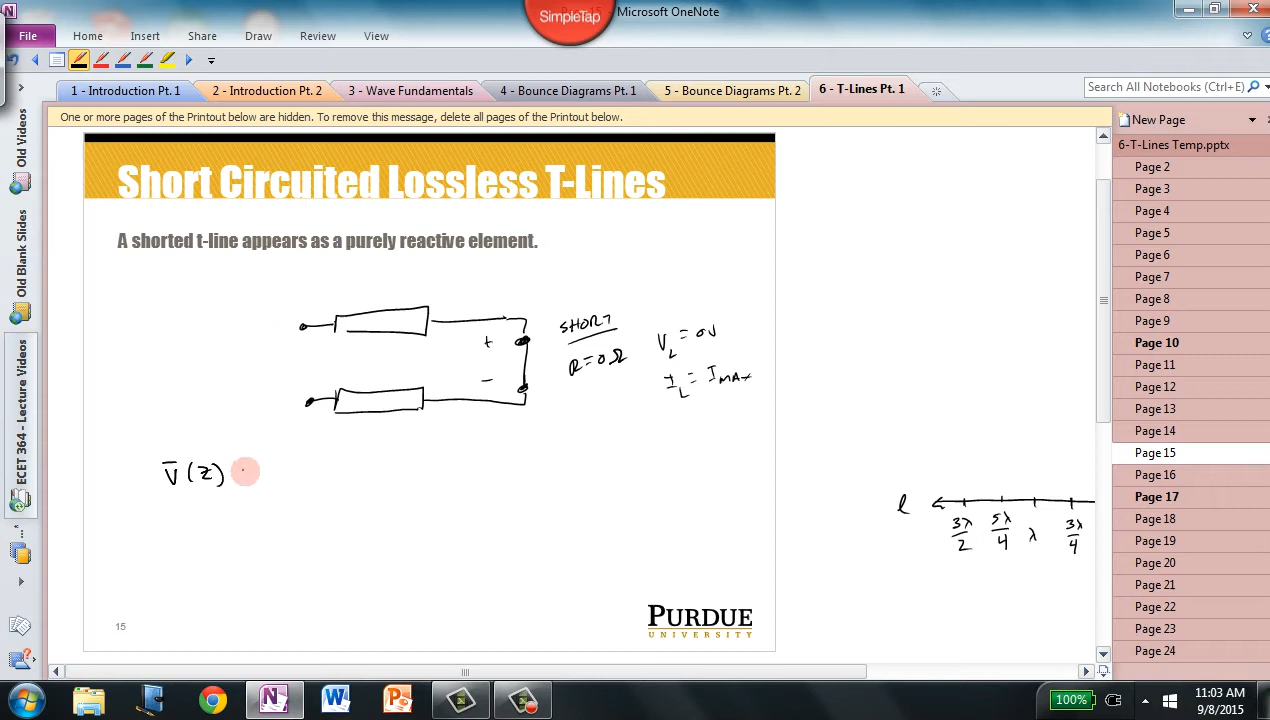 SimpleTap
Microsoft OneNote
File Home Insert Share Draw Review View
1 - Introduction Pt. 1 2 - Introduction Pt. 2 3 - Wave Fundamentals 4 - Bounce Diagrams Pt. 1 5 - Bounce Diagrams Pt. 2 6 - T-Lines Pt. 1 Search All Notebooks (Ctrl+E)
One or more pages of the Printout below are hidden. To remove this message, delete all pages of the Printout below.
Old Videos
Old Blank Slides
ECET 364 - Lecture Videos
Short Circuited Lossless T-Lines
A shorted t-line appears as a purely reactive element.
SHORT
R=0Ω
+
−
V_L = 0V
I_L = I_MAX
V̄(z)
l
3λ/2 5λ/4 λ 3λ/4
15
PURDUE
UNIVERSITY
New Page
6-T-Lines Temp.pptx
Page 2
Page 3
Page 4
Page 5
Page 6
Page 7
Page 8
Page 9
Page 10
Page 11
Page 12
Page 13
Page 14
Page 15
Page 16
Page 17
Page 18
Page 19
Page 20
Page 21
Page 22
Page 23
Page 24
100%
11:03 AM
9/8/2015